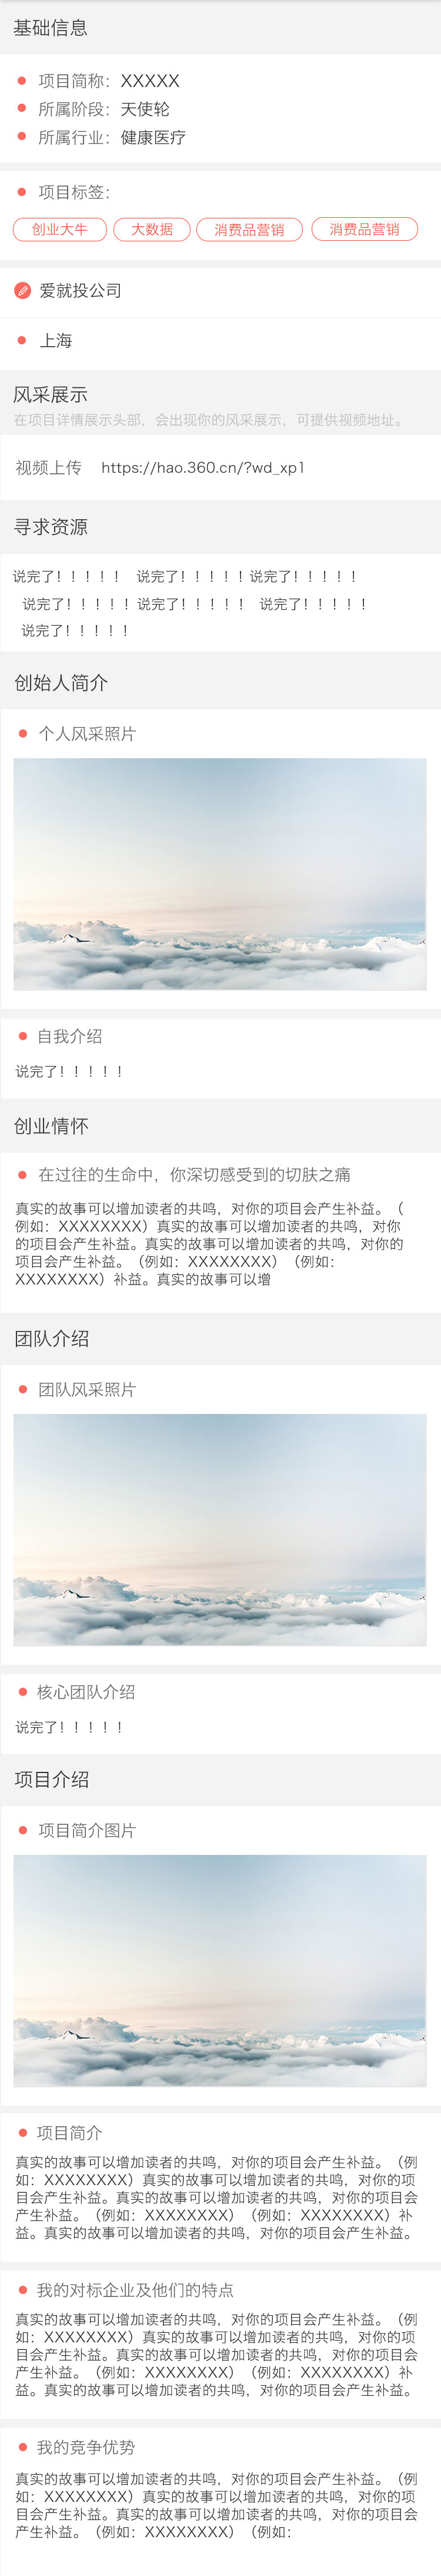 基础信息
项目简称：XXXXX
所属阶段：天使轮
所属行业：健康医疗
项目标签：
创业大牛 大数据 消费品营销 消费品营销
爱就投公司
上海
风采展示
在项目详情展示头部，会出现你的风采展示，可提供视频地址。
视频上传 https://hao.360.cn/?wd_xp1
寻求资源
说完了！！！！！ 说完了！！！！！说完了！！！！！
说完了！！！！！说完了！！！！！ 说完了！！！！！
说完了！！！！！
创始人简介
个人风采照片
自我介绍
说完了！！！！！
创业情怀
在过往的生命中，你深切感受到的切肤之痛
真实的故事可以增加读者的共鸣，对你的项目会产生补益。（
例如：XXXXXXXX）真实的故事可以增加读者的共鸣，对你
的项目会产生补益。真实的故事可以增加读者的共鸣，对你的
项目会产生补益。（例如：XXXXXXXX）（例如：
XXXXXXXX）补益。真实的故事可以增
团队介绍
团队风采照片
核心团队介绍
说完了！！！！！
项目介绍
项目简介图片
项目简介
真实的故事可以增加读者的共鸣，对你的项目会产生补益。（例
如：XXXXXXXX）真实的故事可以增加读者的共鸣，对你的项
目会产生补益。真实的故事可以增加读者的共鸣，对你的项目会
产生补益。（例如：XXXXXXXX）（例如：XXXXXXXX）补
益。真实的故事可以增加读者的共鸣，对你的项目会产生补益。
我的对标企业及他们的特点
真实的故事可以增加读者的共鸣，对你的项目会产生补益。（例
如：XXXXXXXX）真实的故事可以增加读者的共鸣，对你的项
目会产生补益。真实的故事可以增加读者的共鸣，对你的项目会
产生补益。（例如：XXXXXXXX）（例如：XXXXXXXX）补
益。真实的故事可以增加读者的共鸣，对你的项目会产生补益。
我的竞争优势
真实的故事可以增加读者的共鸣，对你的项目会产生补益。（例
如：XXXXXXXX）真实的故事可以增加读者的共鸣，对你的项
目会产生补益。真实的故事可以增加读者的共鸣，对你的项目会
产生补益。（例如：XXXXXXXX）（例如：